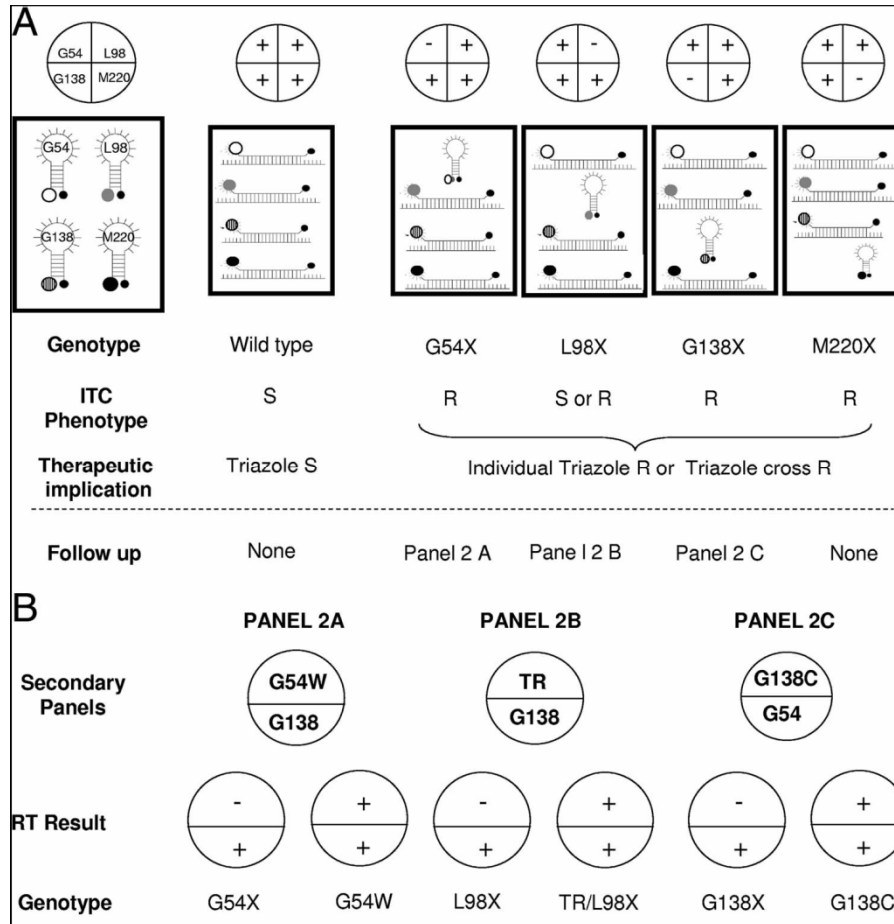 A
G54 L98
G138 M220
+ + - + + - + + + +
+ + + + + + - + + -
G54 L98
G138 M220
Genotype Wild type G54X L98X G138X M220X
ITC Phenotype S R S or R R R
Therapeutic implication Triazole S Individual Triazole R or Triazole cross R
Follow up None Panel 2 A Pane l 2 B Panel 2 C None
B
PANEL 2A PANEL 2B PANEL 2C
Secondary Panels
G54W TR G138C
G138 G138 G54
RT Result
- + - + - +
+ + + + + +
Genotype G54X G54W L98X TR/L98X G138X G138C